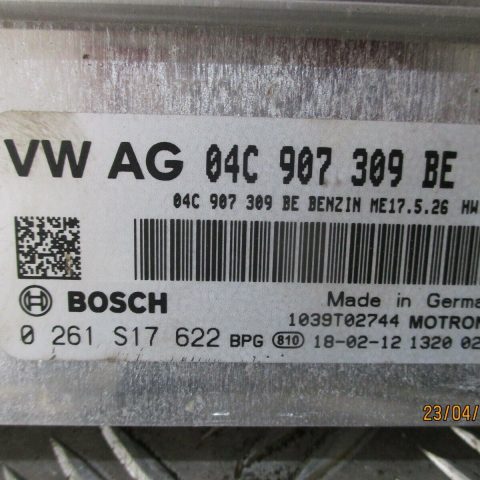 VW AG 04C 907 309 BE
04C 907 309 BE BENZIN ME17.5.26 HW
BOSCH
Made in Germa
1039T02744 MOTRON
0 261 S17 622 BPG 810 18-02-12 1320 02
23/04/